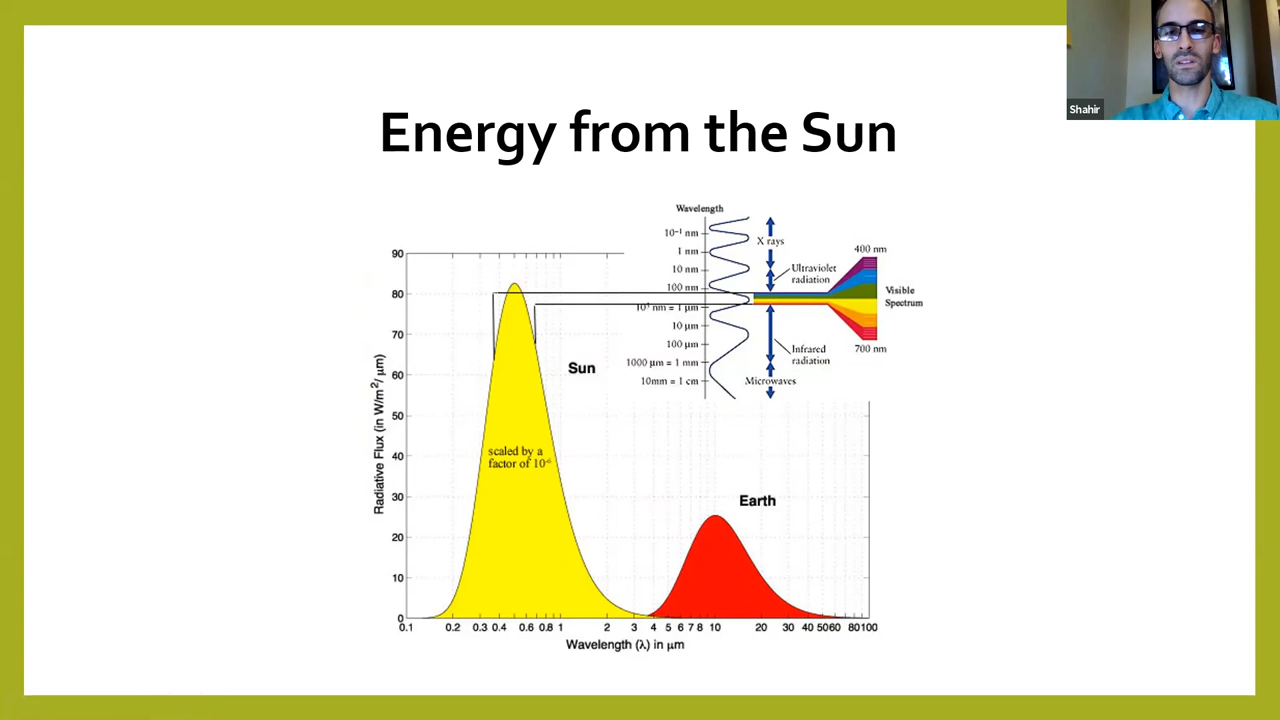 Shahir
Energy from the Sun
Wavelength
10⁻¹ nm
1 nm
10 nm
100 nm
10³ nm = 1 μm
10 μm
100 μm
1000 μm = 1 mm
10mm = 1 cm
X rays
Ultraviolet
radiation
Infrared
radiation
Microwaves
400 nm
Visible
Spectrum
700 nm
Radiative Flux (in W/m²/ μm)
90
80
70
60
50
40
30
20
10
0
Sun
scaled by a
factor of 10⁻⁶
Earth
0.1 0.2 0.3 0.4 0.6 0.8 1 2 3 4 5 6 7 8 10 20 30 40 50 60 80 100
Wavelength (λ) in μm